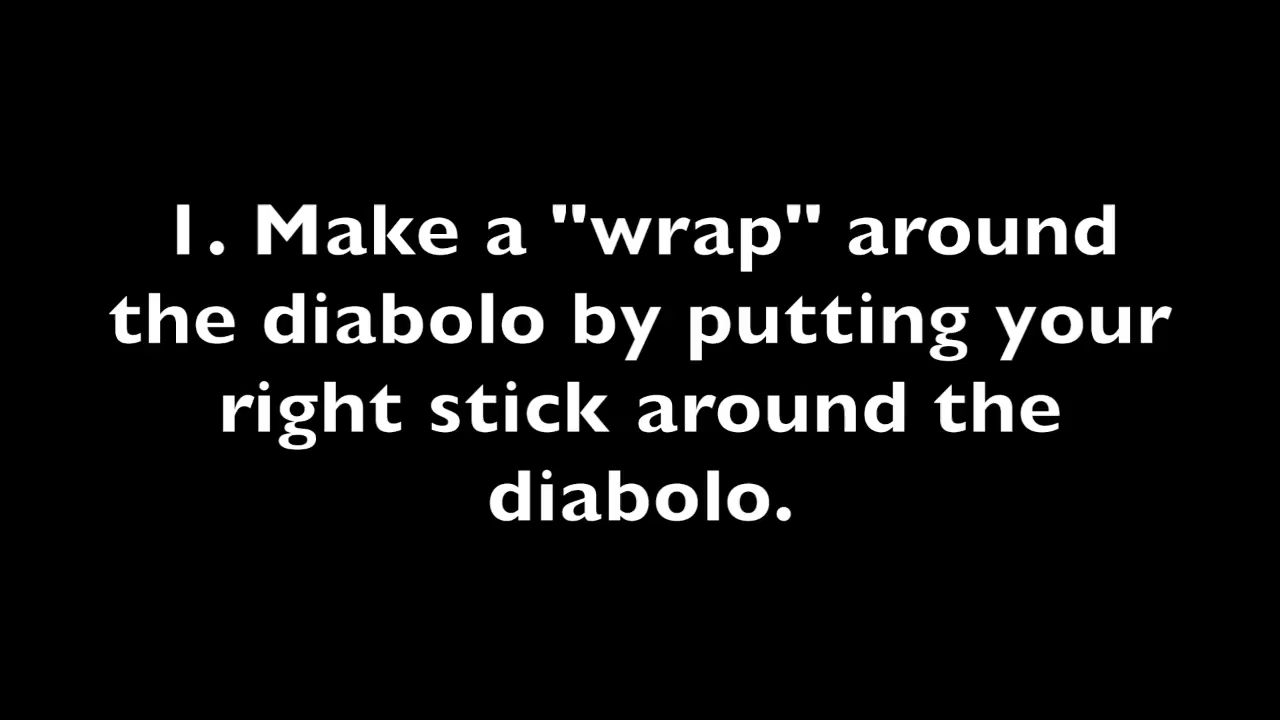 1. Make a "wrap" around
the diabolo by putting your
right stick around the
diabolo.